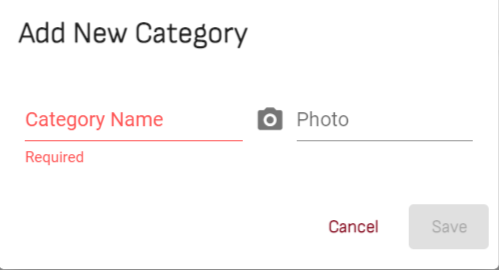 Add New Category
Category Name
Photo
Required
Cancel
Save